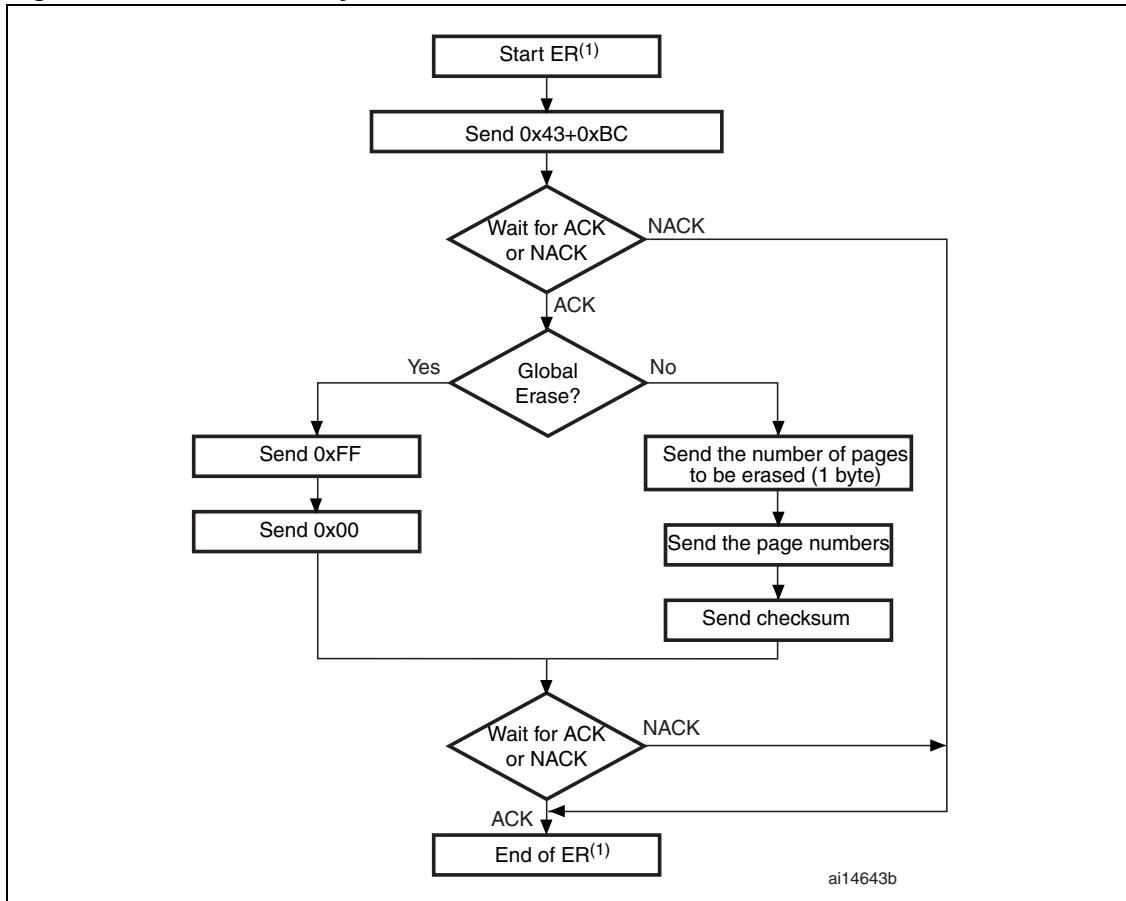 Start ER(1)
Send 0x43+0xBC
Wait for ACK
or NACK
NACK
ACK
Yes
Global
Erase?
No
Send 0xFF
Send the number of pages
to be erased (1 byte)
Send 0x00
Send the page numbers
Send checksum
Wait for ACK
or NACK
NACK
ACK
End of ER(1)
ai14643b